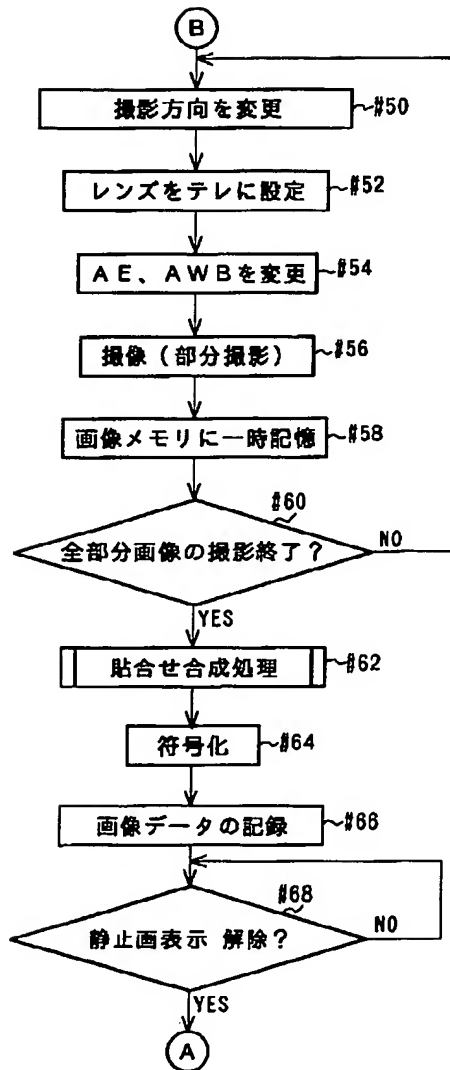 B
撮影方向を変更 #50
レンズをテレに設定 #52
AE、AWBを変更 #54
撮像（部分撮影） #56
画像メモリに一時記憶 #58
#60
全部分画像の撮影終了？ NO
YES
貼合せ合成処理 #62
符号化 #64
画像データの記録 #66
#68
静止画表示 解除？ NO
YES
A